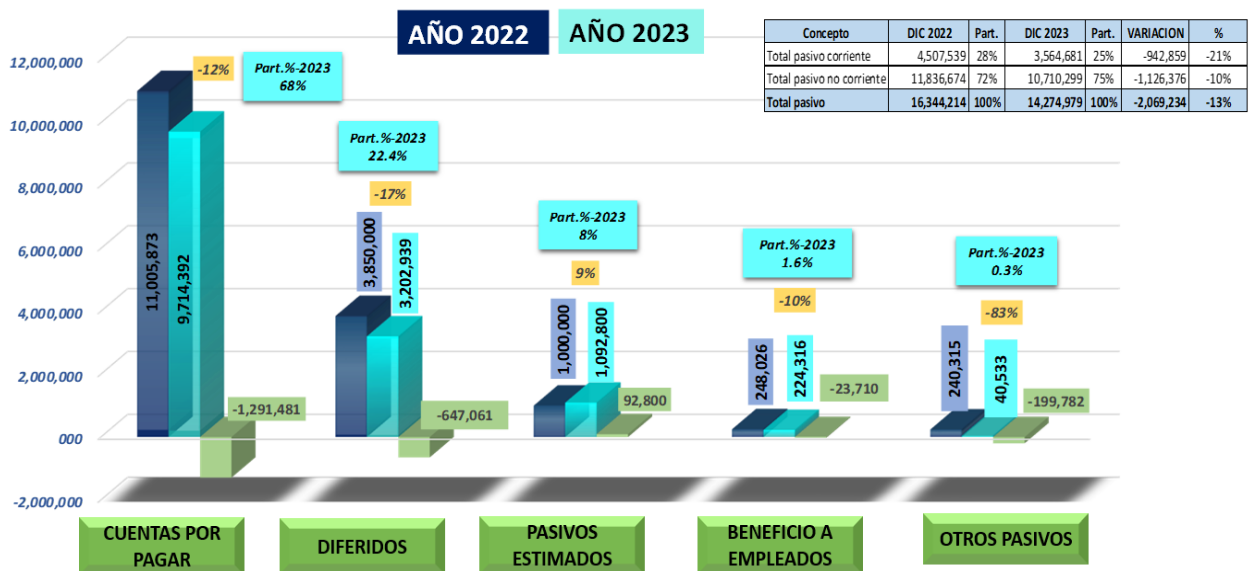 AÑO 2022
AÑO 2023
Concepto DIC 2022 Part. DIC 2023 Part. VARIACION %
Total pasivo corriente 4,507,539 28% 3,564,681 25% -942,859 -21%
Total pasivo no corriente 11,836,674 72% 10,710,299 75% -1,126,376 -10%
Total pasivo 16,344,214 100% 14,274,979 100% -2,069,234 -13%
12,000,000
10,000,000
8,000,000
6,000,000
4,000,000
2,000,000
000
-2,000,000
-12%
Part.%-2023
68%
11,005,873
9,714,392
-1,291,481
Part.%-2023
22.4%
-17%
3,850,000
3,202,939
-647,061
Part.%-2023
8%
9%
1,000,000
1,092,800
92,800
Part.%-2023
1.6%
-10%
248,026
224,316
-23,710
Part.%-2023
0.3%
-83%
240,315
40,533
-199,782
CUENTAS POR
PAGAR
DIFERIDOS
PASIVOS
ESTIMADOS
BENEFICIO A
EMPLEADOS
OTROS PASIVOS